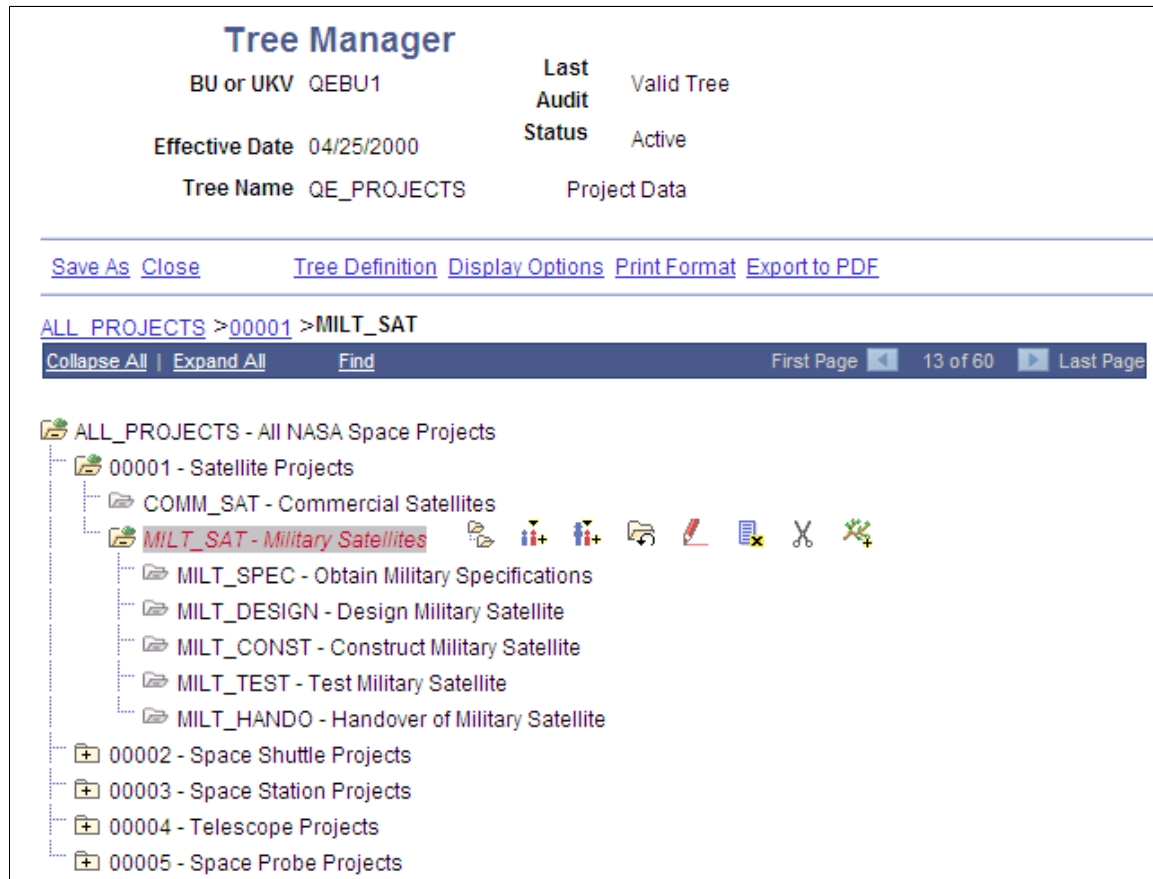 Tree Manager
BU or UKV QEBU1
Last Audit Valid Tree
Effective Date 04/25/2000
Status Active
Tree Name QE_PROJECTS Project Data
Save As Close Tree Definition Display Options Print Format Export to PDF
ALL_PROJECTS >00001 >MILT_SAT
Collapse All | Expand All Find First Page 13 of 60 Last Page
ALL_PROJECTS - All NASA Space Projects
00001 - Satellite Projects
COMM_SAT - Commercial Satellites
MILT_SAT - Military Satellites
MILT_SPEC - Obtain Military Specifications
MILT_DESIGN - Design Military Satellite
MILT_CONST - Construct Military Satellite
MILT_TEST - Test Military Satellite
MILT_HANDO - Handover of Military Satellite
00002 - Space Shuttle Projects
00003 - Space Station Projects
00004 - Telescope Projects
00005 - Space Probe Projects